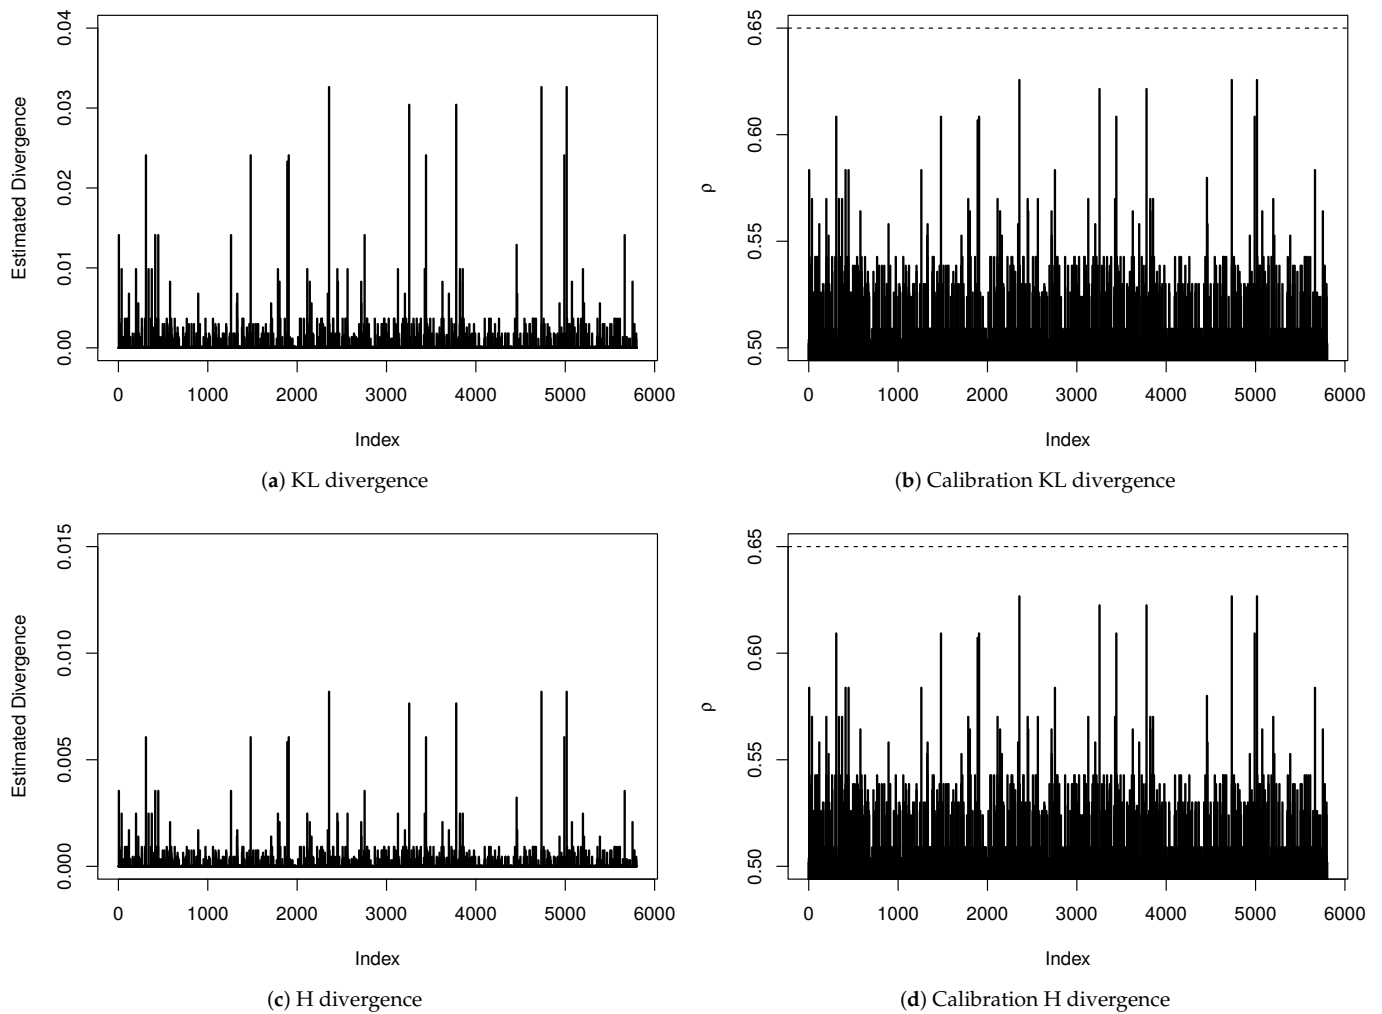 Estimated Divergence
0.04
0.03
0.02
0.01
0.00
0 1000 2000 3000 4000 5000 6000
Index
(a) KL divergence
ρ
0.65
0.60
0.55
0.50
0 1000 2000 3000 4000 5000 6000
Index
(b) Calibration KL divergence
Estimated Divergence
0.015
0.010
0.005
0.000
0 1000 2000 3000 4000 5000 6000
Index
(c) H divergence
ρ
0.65
0.60
0.55
0.50
0 1000 2000 3000 4000 5000 6000
Index
(d) Calibration H divergence